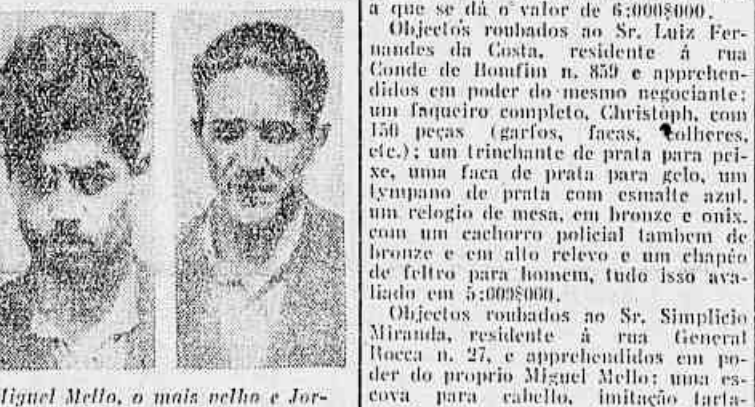 a que se dá o valor de 6:000$000.
Objectos roubados ao Sr. Luiz Fer-
nandes da Costa, residente á rua
Conde de Bomfim n. 859 e apprehen-
didos em poder do mesmo negociante:
um faqueiro completo, Christoph, com
150 peças (garfos, facas, colheres,
etc.); um trinchante de prata para pei-
xe, uma faca de prata para gelo, um
tympano de prata com esmalte azul,
um relogio de mesa, em bronze e onix,
com um cachorro policial tambem de
bronze e em alto relevo e um chapéo
de feltro para homem, tudo isso ava-
liado em 5:000$000.
Objectos roubados ao Sr. Simplicio
Miranda, residente à rua General
Rocca n. 27, e apprehendidos em po-
der do proprio Miguel Mello: uma es-
cova para cabello, imitação tarta-
Miguel Mello, o mais velho e Jor-